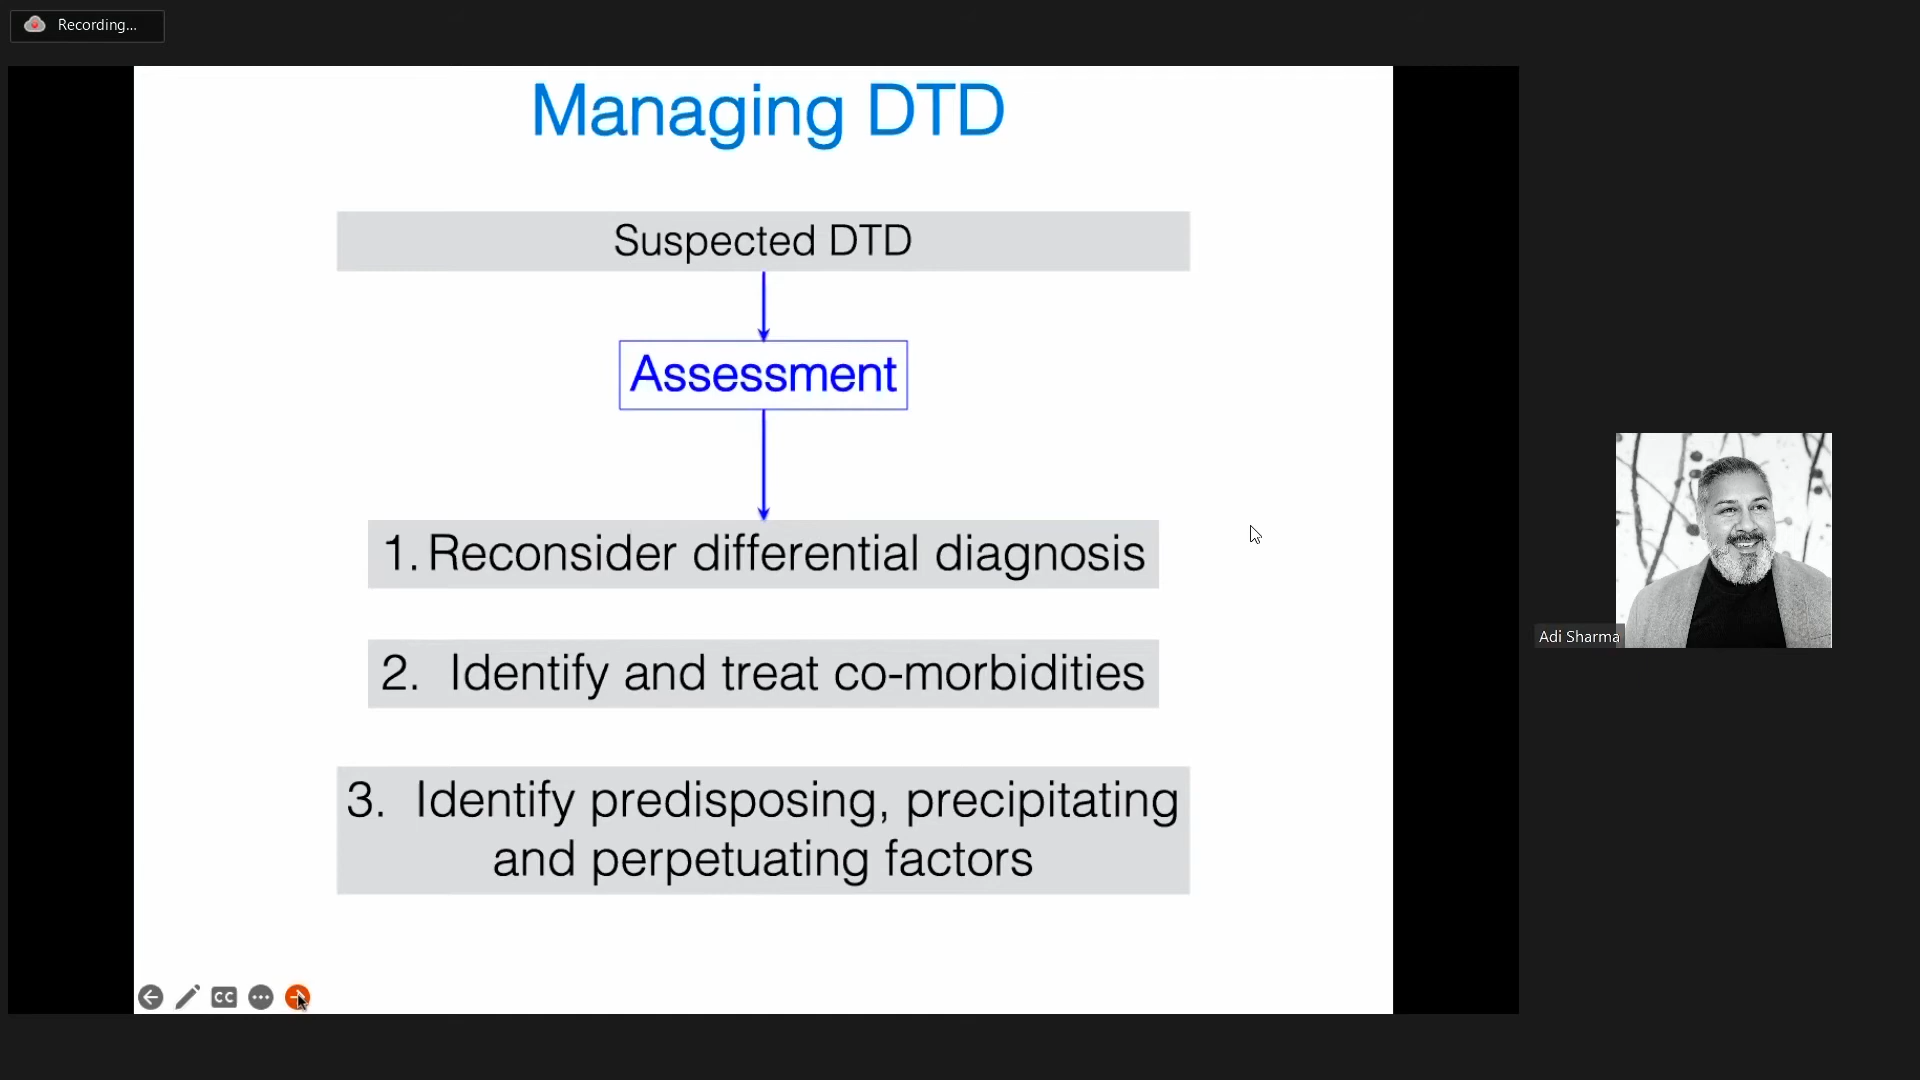 Recording...
Managing DTD
Suspected DTD
Assessment
1. Reconsider differential diagnosis
2. Identify and treat co-morbidities
3. Identify predisposing, precipitating
and perpetuating factors
Adi Sharma
CC